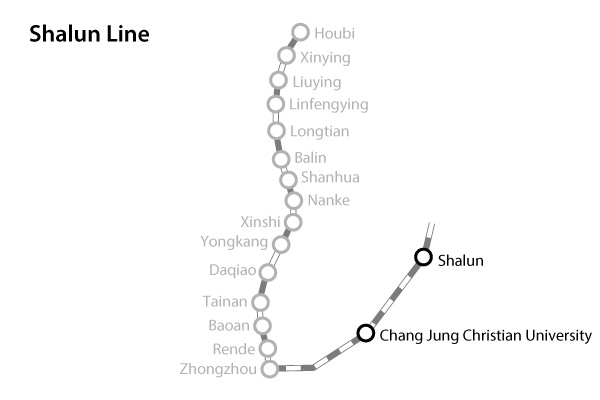 Shalun Line
Houbi
Xinying
Liuying
Linfengying
Longtian
Balin
Shanhua
Nanke
Xinshi
Yongkang
Daqiao
Tainan
Baoan
Rende
Zhongzhou
Shalun
Chang Jung Christian University